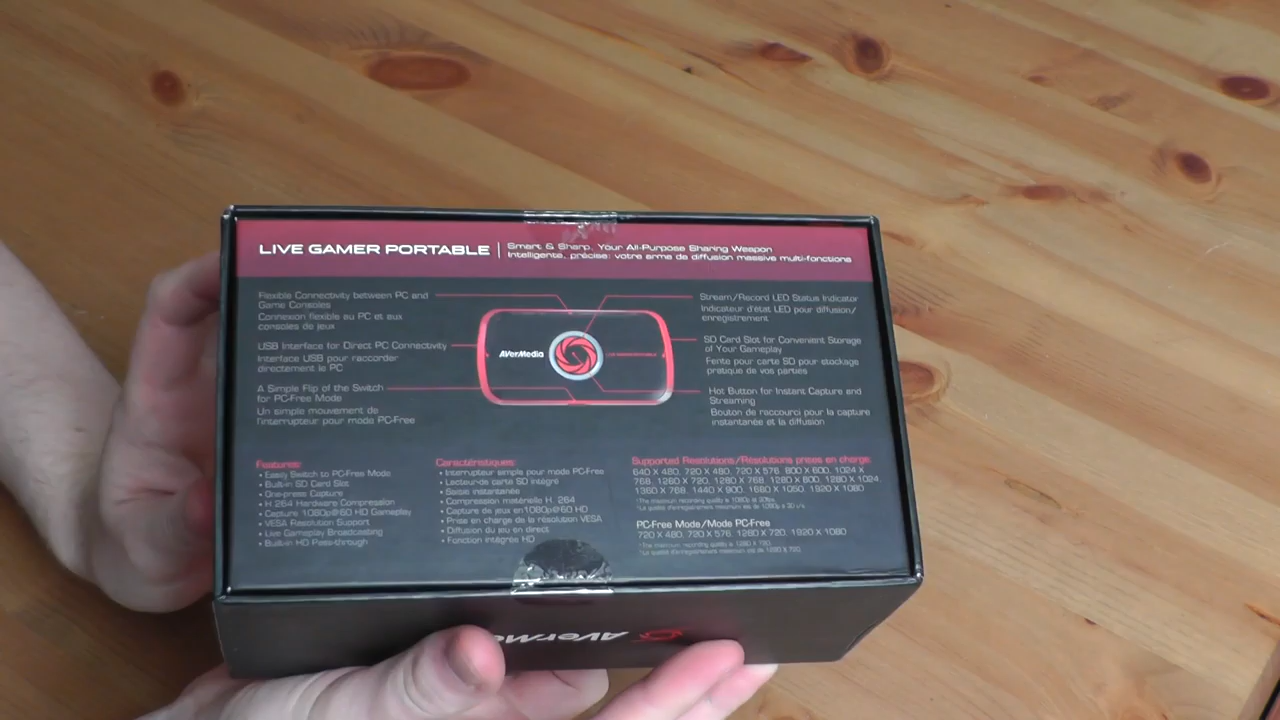 LIVE GAMER PORTABLE
Smart & Sharp, Your All-Purpose Sharing Weapon
Intelligente, précise: votre arme de diffusion massive multi-fonctions
Flexible Connectivity between PC and
Game Consoles
Connexion flexible au PC et aux
consoles de jeux
USB Interface for Direct PC Connectivity
Interface USB pour raccorder
directement le PC
A Simple Flip of the Switch
for PC-Free Mode
Un simple mouvement de
l'interrupteur pour mode PC-Free
AVerMedia
Stream/Record LED Status Indicator
Indicateur d'état LED pour diffusion/
enregistrement
SD Card Slot for Convenient Storage
of Your Gameplay
Fente pour carte SD pour stockage
pratique de vos parties
Hot Button for Instant Capture and
Streaming
Bouton de raccourci pour la capture
instantanée et la diffusion
Features:
• Easy Switch to PC-Free Mode
• Built-in SD Card Slot
• One-press Capture
• H.264 Hardware Compression
• Capture 1080p@60 HD Gameplay
• VESA Resolution Support
• Live Gameplay Broadcasting
• Built-in HD Pass-through
Caractéristiques:
• Interrupteur simple pour mode PC-Free
• Lecteur de carte SD intégré
• Saisie instantanée
• Compression matérielle H. 264
• Capture de jeux en 1080p@60 HD
• Prise en charge de la résolution VESA
• Diffusion du jeu en direct
• Fonction intégrée HD
Supported Resolutions/Résolutions prises en charge:
640 X 480, 720 X 480, 720 X 576, 800 X 600, 1024 X
768, 1280 X 720, 1280 X 768, 1280 X 800, 1280 X 1024,
1360 X 768, 1440 X 900, 1680 X 1050, 1920 X 1080
PC-Free Mode/Mode PC-Free
720 X 480, 720 X 576, 1280 X 720, 1920 X 1080
*The maximum recording quality is 1280 X 720.
AVerMe